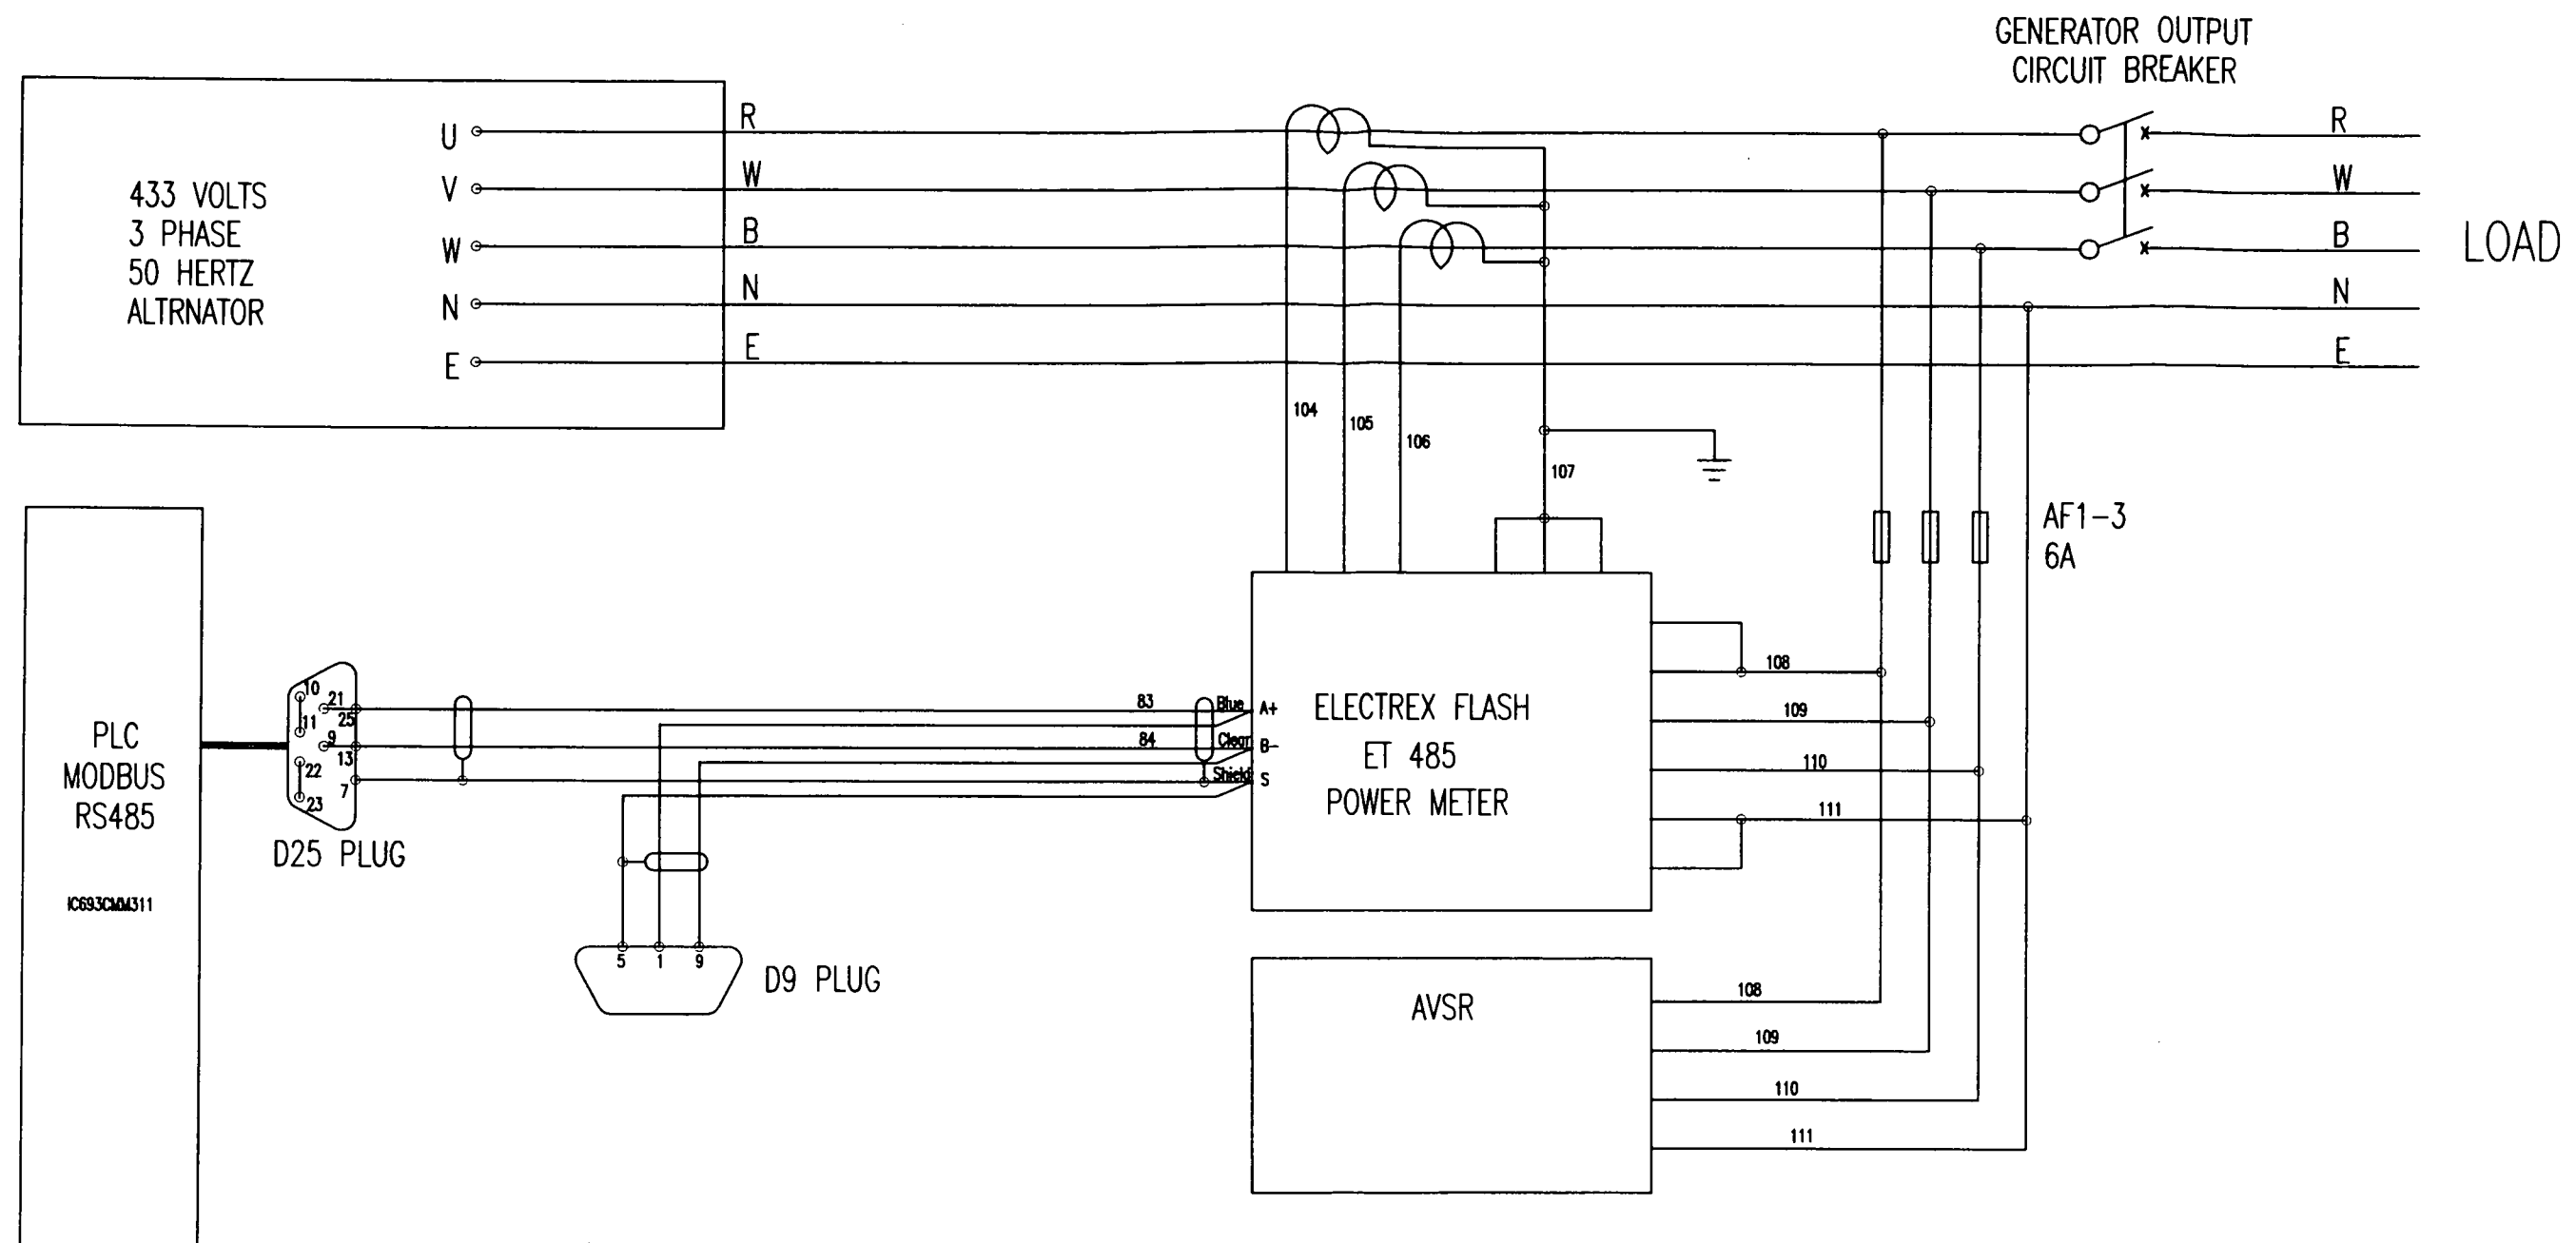 GENERATOR OUTPUT
CIRCUIT BREAKER
U
R
R
V
W
W
433 VOLTS
3 PHASE
50 HERTZ
ALTRNATOR
W
B
B
LOAD
N
N
N
E
E
E
104
105
106
107
AF1-3
6A
PLC
MODBUS
RS485
IC693CMM311
10
21
11
25
9
13
22
7
23
D25 PLUG
83
Blue
A+
84
Clear
B-
Shield
S
ELECTREX FLASH
ET 485
POWER METER
108
109
110
111
5
1
9
D9 PLUG
AVSR
108
109
110
111